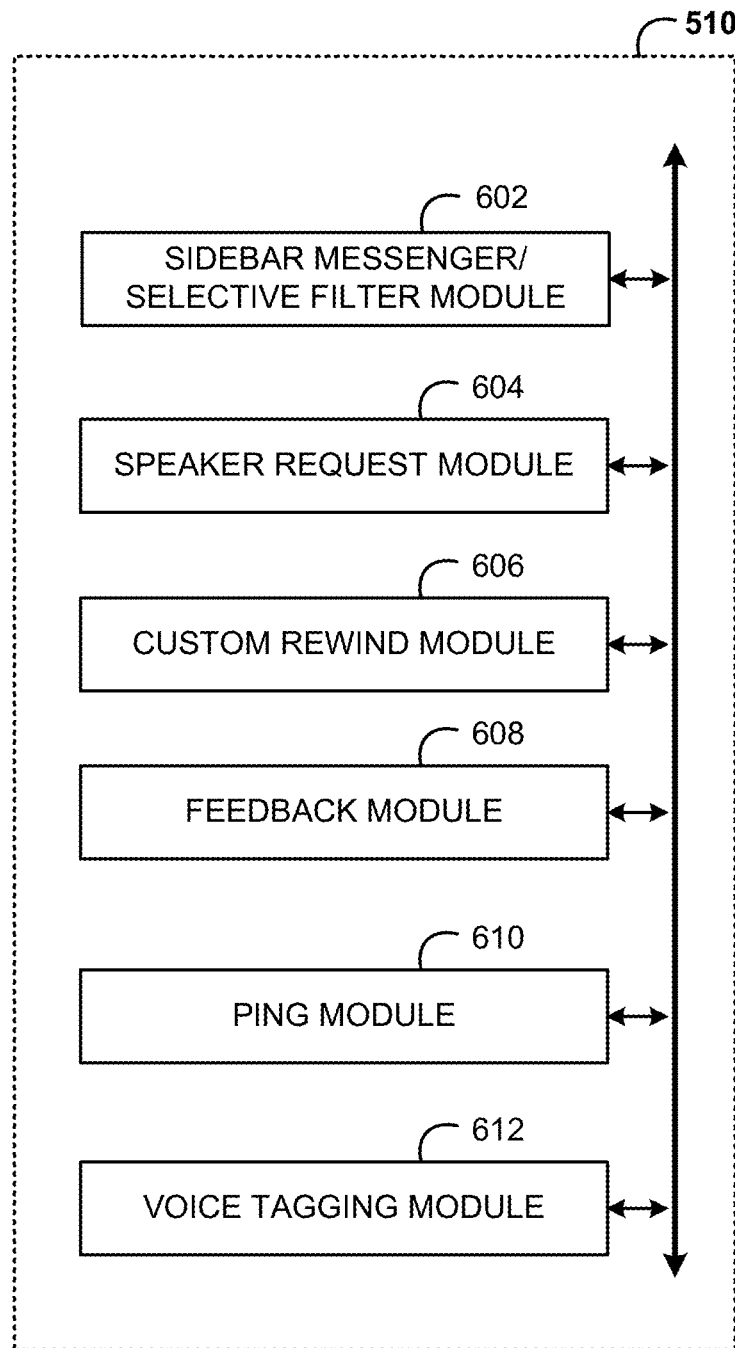 510
602
SIDEBAR MESSENGER/
SELECTIVE FILTER MODULE
604
SPEAKER REQUEST MODULE
606
CUSTOM REWIND MODULE
608
FEEDBACK MODULE
610
PING MODULE
612
VOICE TAGGING MODULE